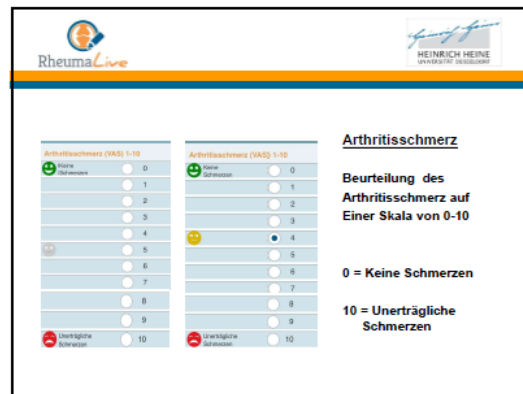 RheumaLive
HEINRICH HEINE
UNIVERSITÄT DÜSSELDORF
Arthritisschmerz (VAS) 1-10
Keine
Schmerzen
0
1
2
3
4
5
6
7
8
9
Unerträgliche
Schmerzen
10
Arthritisschmerz (VAS) 1-10
Keine
Schmerzen
0
1
2
3
4
5
6
7
8
9
Unerträgliche
Schmerzen
10
Arthritisschmerz
Beurteilung des
Arthritisschmerz auf
Einer Skala von 0-10
0 = Keine Schmerzen
10 = Unerträgliche
Schmerzen